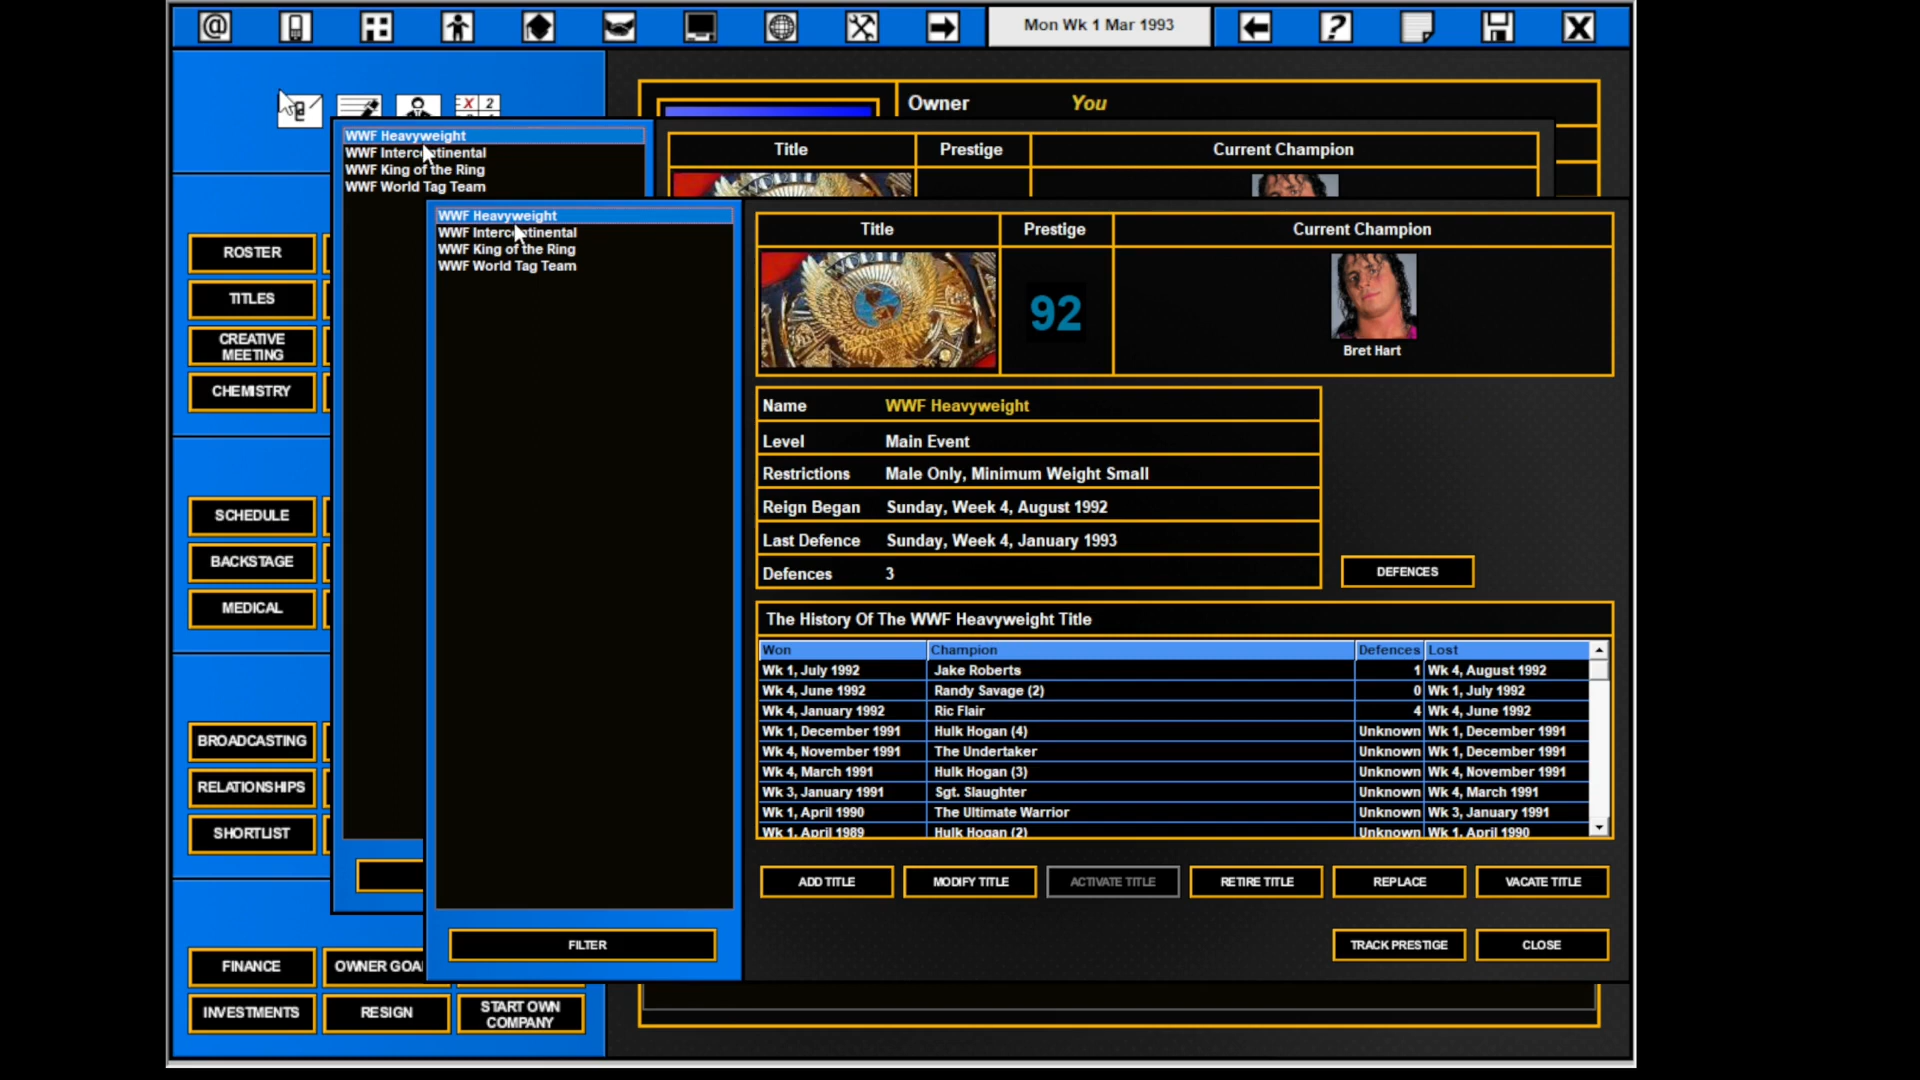 Mon Wk 1 Mar 1993
Owner You
WWF Heavyweight
WWF Intercontinental
WWF King of the Ring
WWF World Tag Team
Title Prestige Current Champion
ROSTER
TITLES
CREATIVE MEETING
CHEMISTRY
SCHEDULE
BACKSTAGE
MEDICAL
BROADCASTING
RELATIONSHIPS
SHORTLIST
FINANCE OWNER GOA
INVESTMENTS RESIGN START OWN COMPANY
WWF Heavyweight
WWF Intercontinental
WWF King of the Ring
WWF World Tag Team
FILTER
Title Prestige Current Champion
92
Bret Hart
Name WWF Heavyweight
Level Main Event
Restrictions Male Only, Minimum Weight Small
Reign Began Sunday, Week 4, August 1992
Last Defence Sunday, Week 4, January 1993
Defences 3
DEFENCES
The History Of The WWF Heavyweight Title
Won Champion Defences Lost
Wk 1, July 1992 Jake Roberts 1 Wk 4, August 1992
Wk 4, June 1992 Randy Savage (2) 0 Wk 1, July 1992
Wk 4, January 1992 Ric Flair 4 Wk 4, June 1992
Wk 1, December 1991 Hulk Hogan (4) Unknown Wk 1, December 1991
Wk 4, November 1991 The Undertaker Unknown Wk 1, December 1991
Wk 4, March 1991 Hulk Hogan (3) Unknown Wk 4, November 1991
Wk 3, January 1991 Sgt. Slaughter Unknown Wk 4, March 1991
Wk 1, April 1990 The Ultimate Warrior Unknown Wk 3, January 1991
Wk 1, April 1989 Hulk Hogan (2) Unknown Wk 1, April 1990
ADD TITLE MODIFY TITLE ACTIVATE TITLE RETIRE TITLE REPLACE VACATE TITLE
TRACK PRESTIGE CLOSE